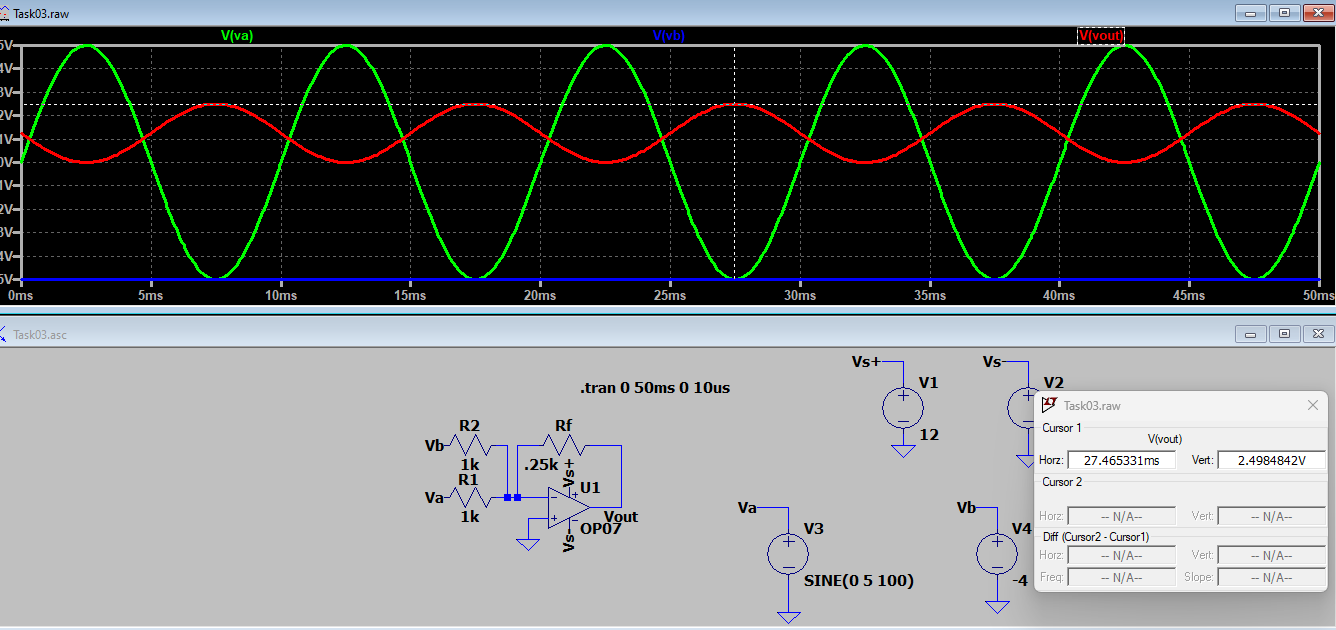 Task03.raw
V(va) V(vb) V(vout)
5V
4V
3V
2V
1V
0V
1V
2V
3V
4V
5V
0ms 5ms 10ms 15ms 20ms 25ms 30ms 35ms 40ms 45ms 50ms
Task03.asc
.tran 0 50ms 0 10us
Vs+
V1
12
Vs-
V2
R2
Vb
1k
R1
Va
1k
Rf
.25k
Vs+
+
-
+
U1
Vout
OP07
Vs-
Va
V3
SINE(0 5 100)
Vb
V4
-4
Task03.raw
Cursor 1
V(vout)
Horz: 27.465331ms Vert: 2.4984842V
Cursor 2
Horz: -- N/A-- Vert: -- N/A--
Diff (Cursor2 - Cursor1)
Horz: -- N/A-- Vert: -- N/A--
Freq: -- N/A-- Slope: -- N/A--